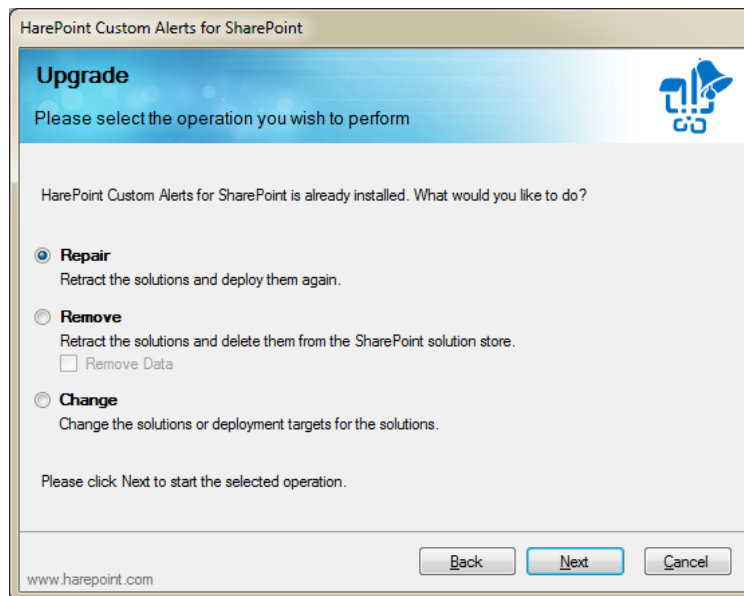 HarePoint Custom Alerts for SharePoint
Upgrade
Please select the operation you wish to perform
HarePoint Custom Alerts for SharePoint is already installed. What would you like to do?
Repair
Retract the solutions and deploy them again.
Remove
Retract the solutions and delete them from the SharePoint solution store.
Remove Data
Change
Change the solutions or deployment targets for the solutions.
Please click Next to start the selected operation.
Back Next Cancel
www.harepoint.com